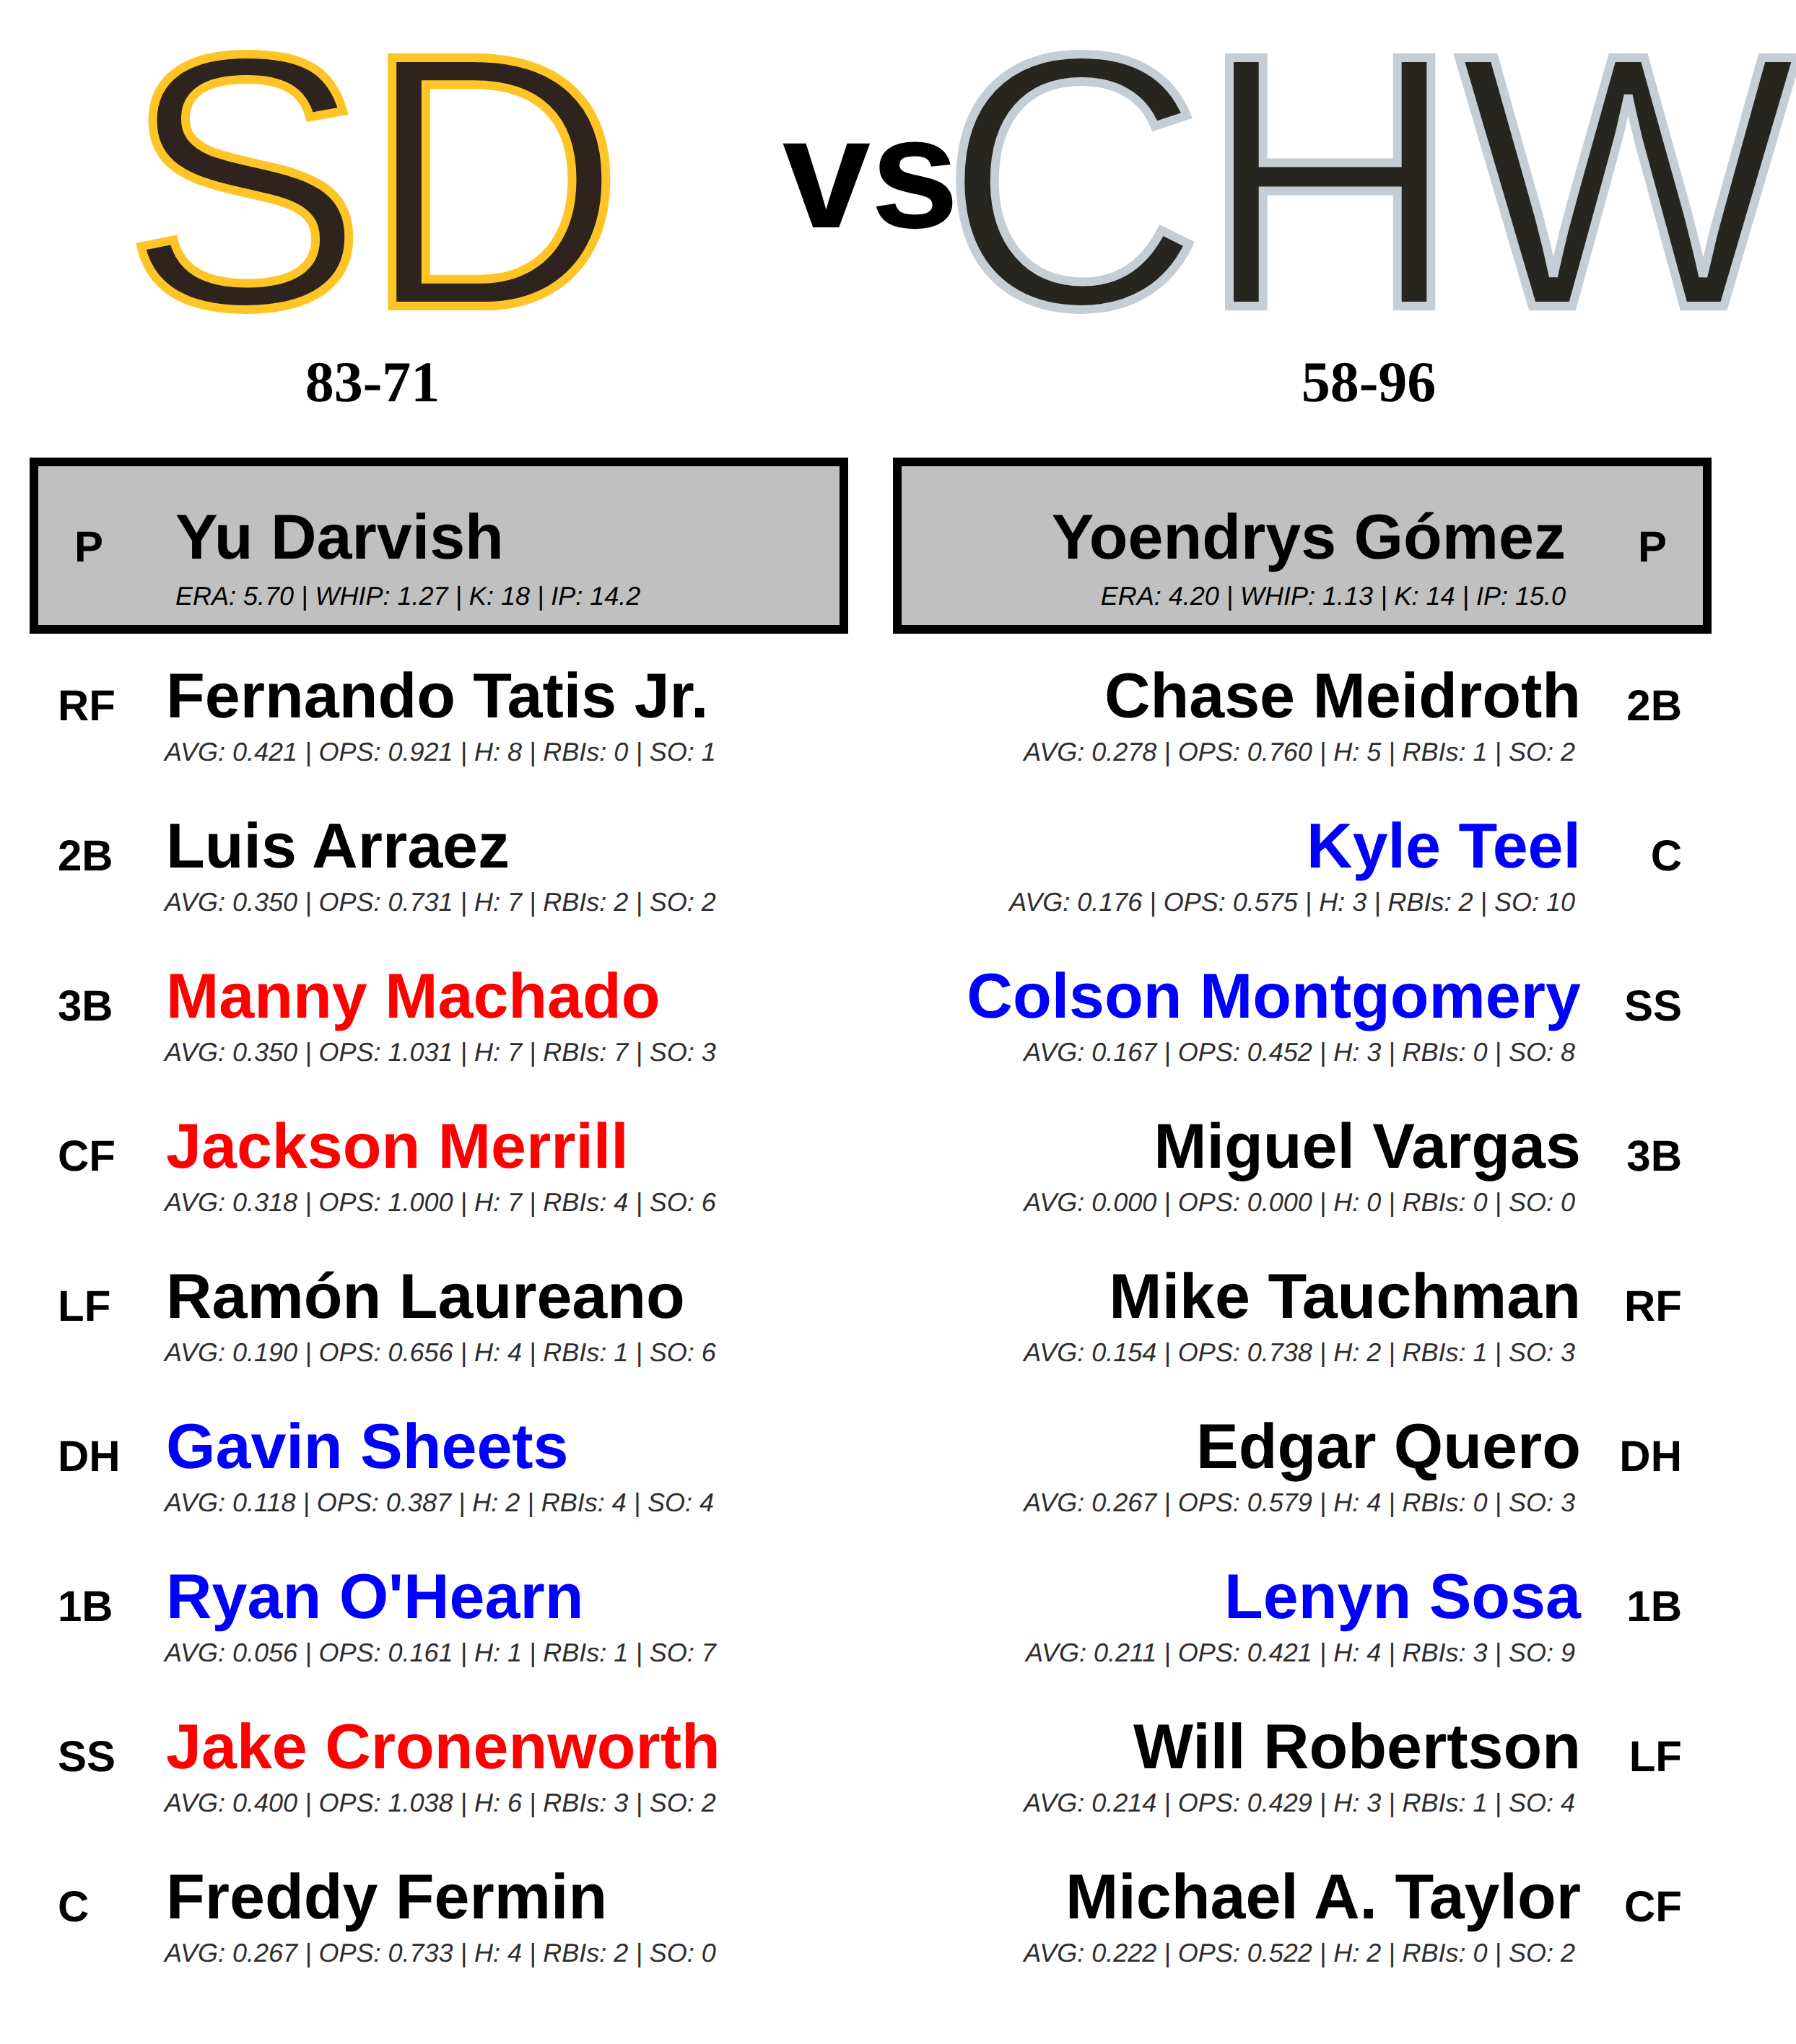 SD vs CHW
83-71 58-96
P Yu Darvish
ERA: 5.70 | WHIP: 1.27 | K: 18 | IP: 14.2
Yoendrys Gómez P
ERA: 4.20 | WHIP: 1.13 | K: 14 | IP: 15.0
RF Fernando Tatis Jr.
AVG: 0.421 | OPS: 0.921 | H: 8 | RBIs: 0 | SO: 1
2B Luis Arraez
AVG: 0.350 | OPS: 0.731 | H: 7 | RBIs: 2 | SO: 2
3B Manny Machado
AVG: 0.350 | OPS: 1.031 | H: 7 | RBIs: 7 | SO: 3
CF Jackson Merrill
AVG: 0.318 | OPS: 1.000 | H: 7 | RBIs: 4 | SO: 6
LF Ramón Laureano
AVG: 0.190 | OPS: 0.656 | H: 4 | RBIs: 1 | SO: 6
DH Gavin Sheets
AVG: 0.118 | OPS: 0.387 | H: 2 | RBIs: 4 | SO: 4
1B Ryan O'Hearn
AVG: 0.056 | OPS: 0.161 | H: 1 | RBIs: 1 | SO: 7
SS Jake Cronenworth
AVG: 0.400 | OPS: 1.038 | H: 6 | RBIs: 3 | SO: 2
C Freddy Fermin
AVG: 0.267 | OPS: 0.733 | H: 4 | RBIs: 2 | SO: 0
Chase Meidroth 2B
AVG: 0.278 | OPS: 0.760 | H: 5 | RBIs: 1 | SO: 2
Kyle Teel C
AVG: 0.176 | OPS: 0.575 | H: 3 | RBIs: 2 | SO: 10
Colson Montgomery SS
AVG: 0.167 | OPS: 0.452 | H: 3 | RBIs: 0 | SO: 8
Miguel Vargas 3B
AVG: 0.000 | OPS: 0.000 | H: 0 | RBIs: 0 | SO: 0
Mike Tauchman RF
AVG: 0.154 | OPS: 0.738 | H: 2 | RBIs: 1 | SO: 3
Edgar Quero DH
AVG: 0.267 | OPS: 0.579 | H: 4 | RBIs: 0 | SO: 3
Lenyn Sosa 1B
AVG: 0.211 | OPS: 0.421 | H: 4 | RBIs: 3 | SO: 9
Will Robertson LF
AVG: 0.214 | OPS: 0.429 | H: 3 | RBIs: 1 | SO: 4
Michael A. Taylor CF
AVG: 0.222 | OPS: 0.522 | H: 2 | RBIs: 0 | SO: 2